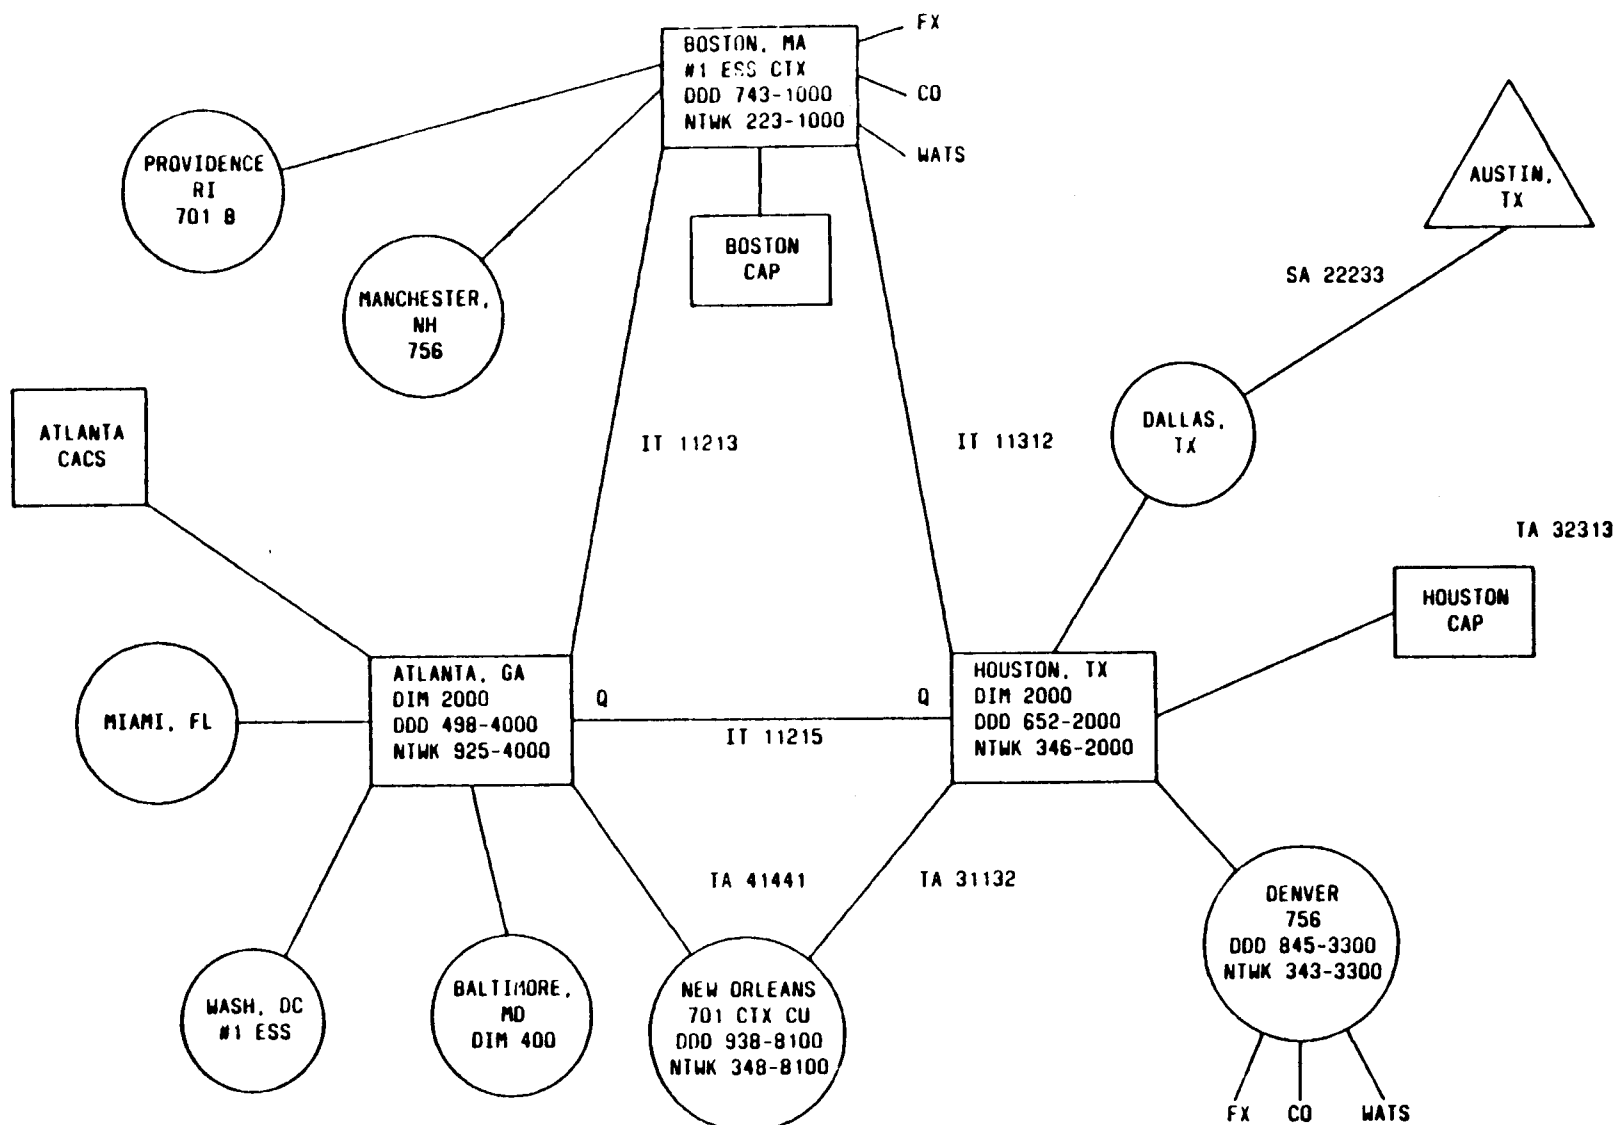 FX
BOSTON, MA
#1 ESS CTX
DDD 743-1000
NTWK 223-1000
CO
WATS
PROVIDENCE
RI
701 B
AUSTIN,
TX
BOSTON
CAP
SA 22233
MANCHESTER,
NH
756
ATLANTA
CACS
IT 11213
IT 11312
DALLAS,
TX
TA 32313
HOUSTON
CAP
MIAMI, FL
ATLANTA, GA
DIM 2000
DDD 498-4000
NTWK 925-4000
Q
IT 11215
Q
HOUSTON, TX
DIM 2000
DDD 652-2000
NTWK 346-2000
TA 41441
TA 31132
DENVER
756
DDD 845-3300
NTWK 343-3300
WASH, DC
#1 ESS
BALTIMORE,
MD
DIM 400
NEW ORLEANS
701 CTX CU
DDD 938-8100
NTWK 348-8100
FX
CO
WATS